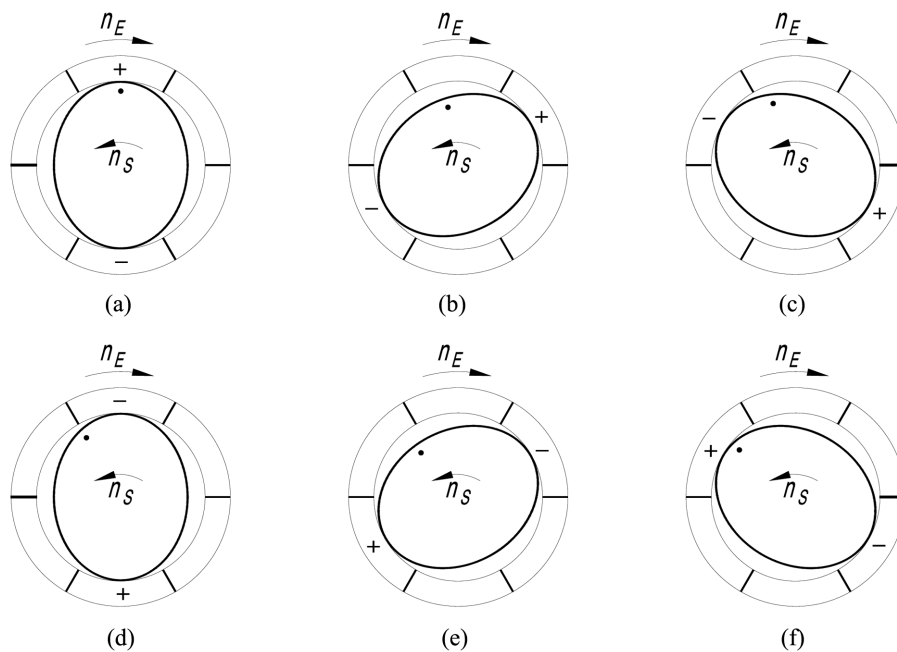 n_E n_E n_E
+ + −
n_S n_S n_S
− − +
(a) (b) (c)
n_E n_E n_E
− − +
n_S n_S n_S
+ + −
(d) (e) (f)